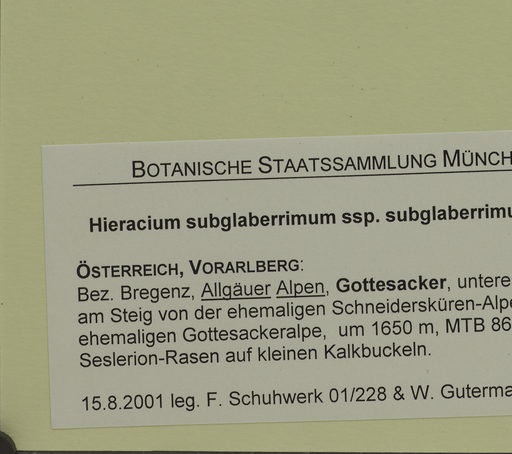 BOTANISCHE STAATSSAMMLUNG MÜNCH
Hieracium subglaberrimum ssp. subglaberrimu
ÖSTERREICH, VORARLBERG:
Bez. Bregenz, Allgäuer Alpen, Gottesacker, untere
am Steig von der ehemaligen Schneidersküren-Alpe
ehemaligen Gottesackeralpe, um 1650 m, MTB 86
Seslerion-Rasen auf kleinen Kalkbuckeln.
15.8.2001 leg. F. Schuhwerk 01/228 & W. Guterma